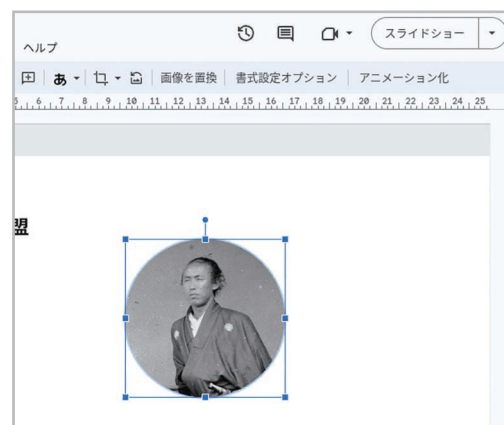 ヘルプ
スライドショー
あ 画像を置換 書式設定オプション アニメーション化
5 6 7 8 9 10 11 12 13 14 15 16 17 18 19 20 21 22 23 24 25
盟